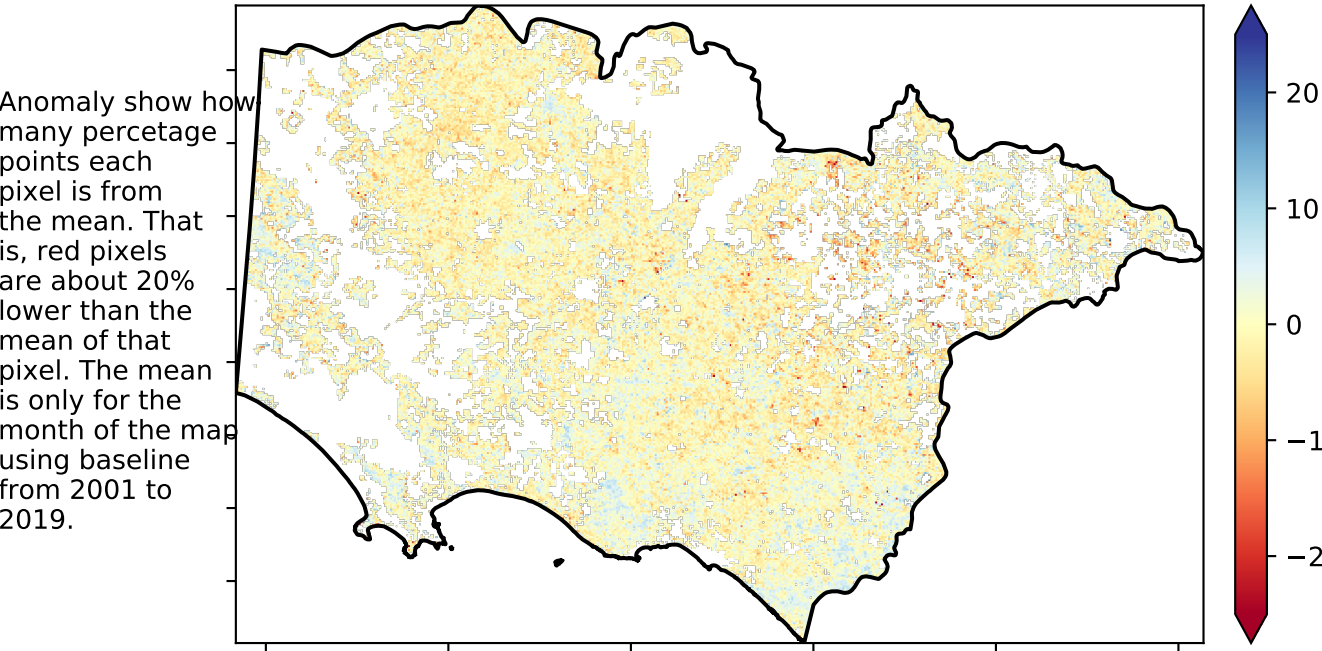 Anomaly show how
many percetage
points each
pixel is from
the mean. That
is, red pixels
are about 20%
lower than the
mean of that
pixel. The mean
is only for the
month of the map
using baseline
from 2001 to
2019.
20
10
0
−1
−2